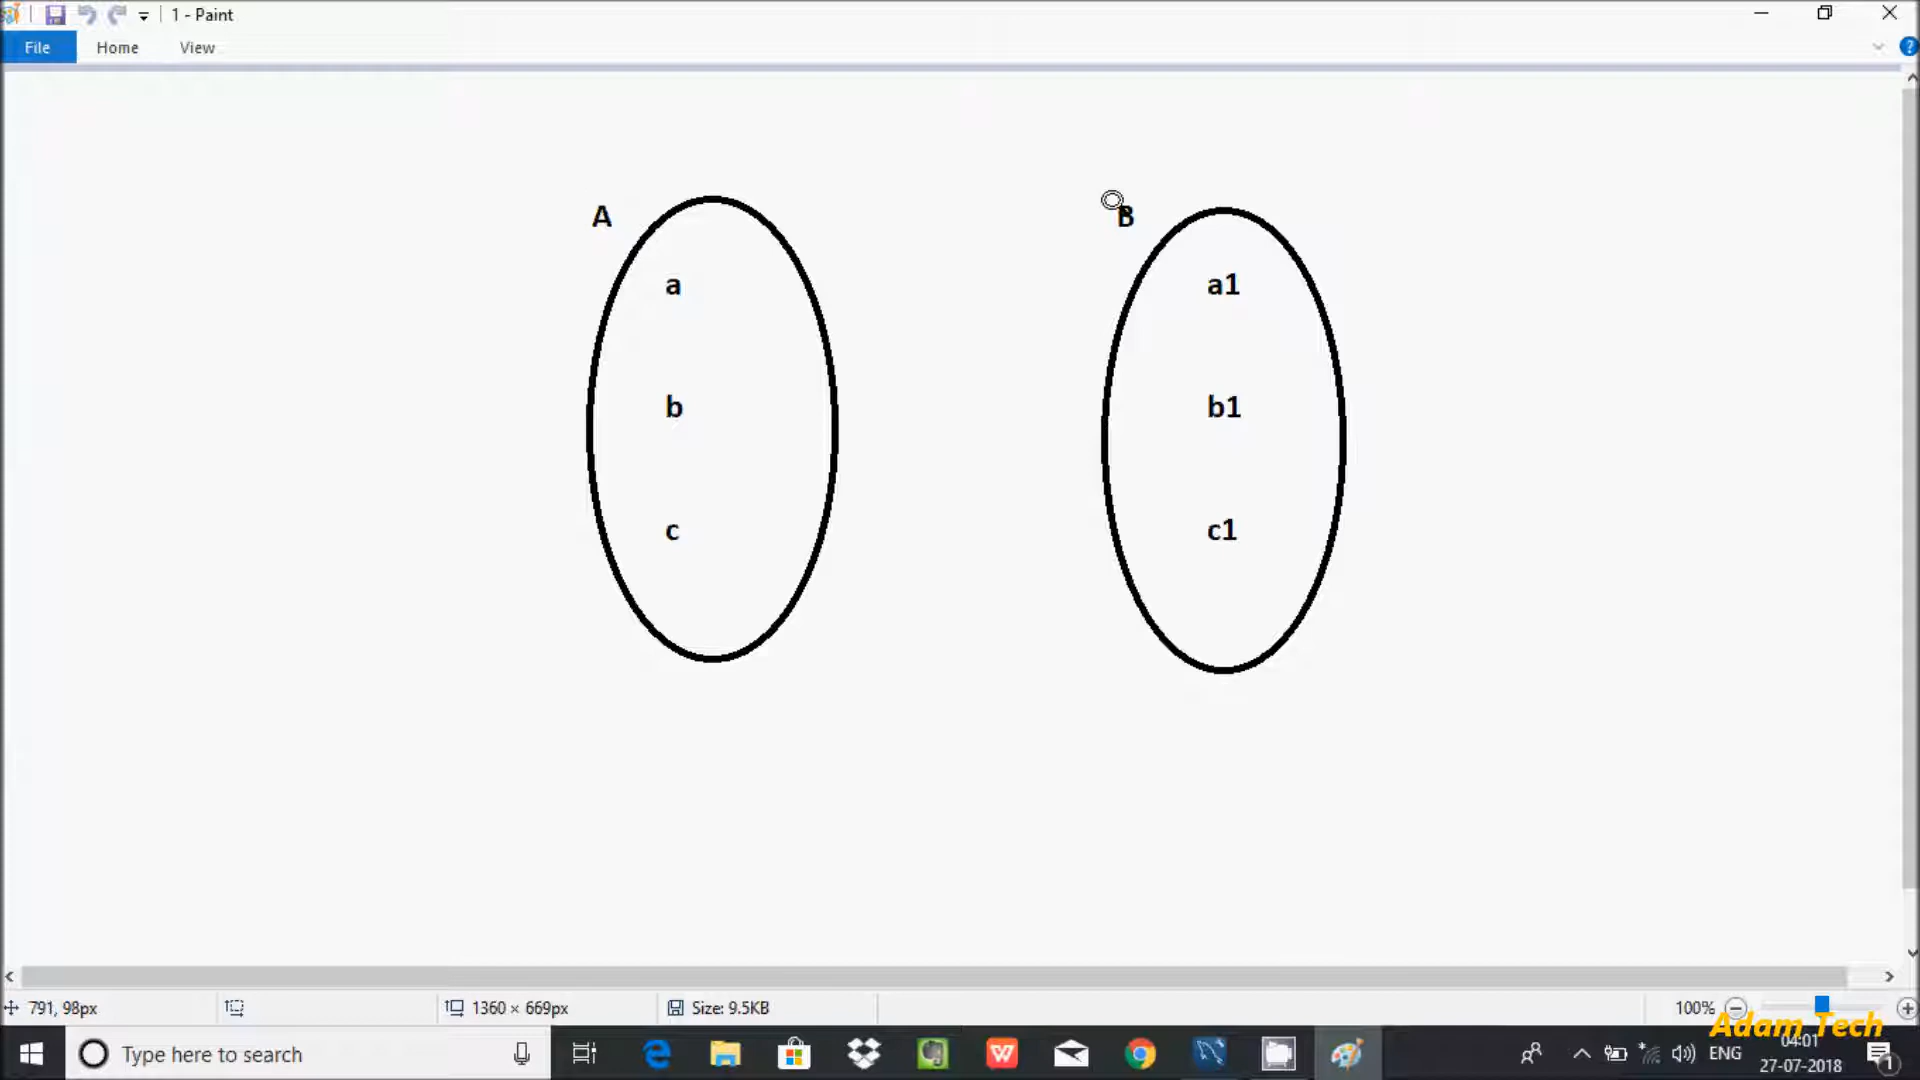 1 - Paint
File Home View
A B
a a1
b b1
c c1
791, 98px 1360 × 669px Size: 9.5KB 100%
Adam Tech
Type here to search ENG 04:01
27-07-2018 1